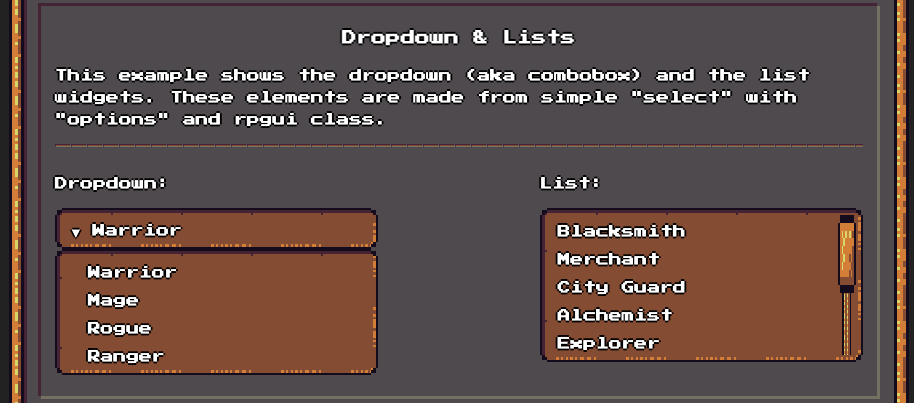 Dropdown & Lists
This example shows the dropdown (aka combobox) and the list
widgets. These elements are made from simple "select" with
"options" and rpgui class.
Dropdown:
▼ Warrior
Warrior
Mage
Rogue
Ranger
List:
Blacksmith
Merchant
City Guard
Alchemist
Explorer